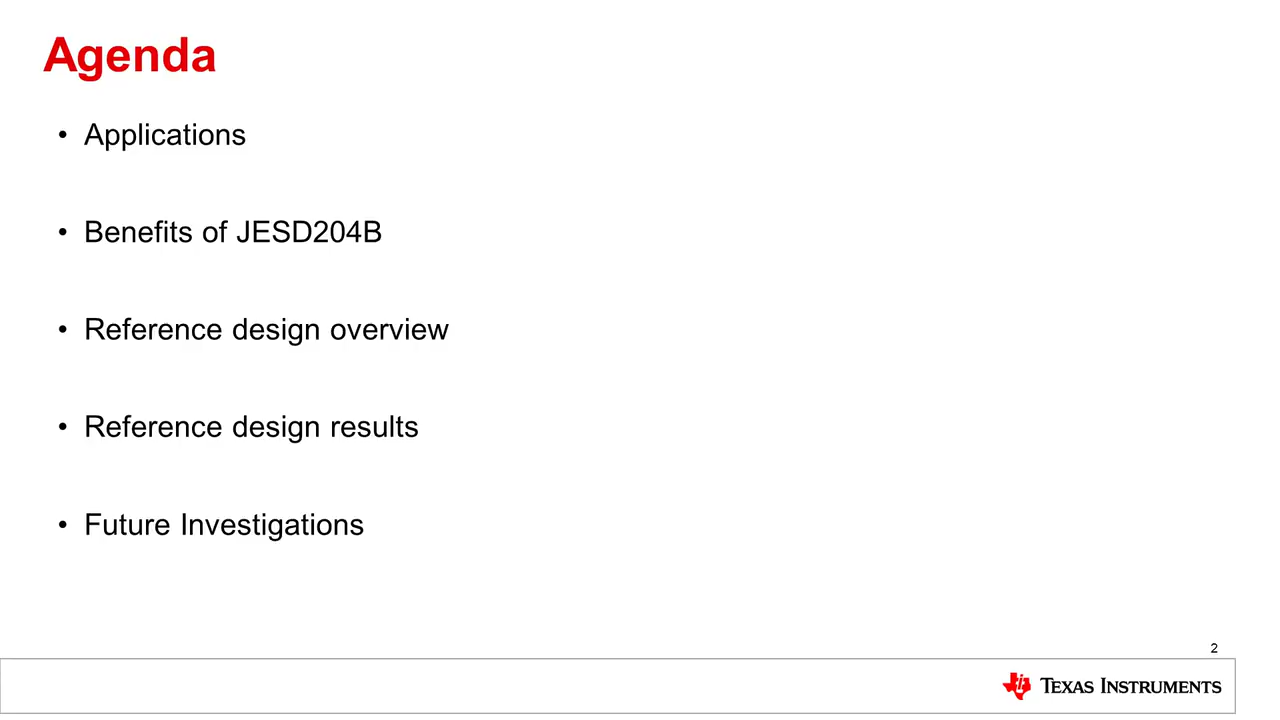 Agenda
• Applications
• Benefits of JESD204B
• Reference design overview
• Reference design results
• Future Investigations
2
TEXAS INSTRUMENTS